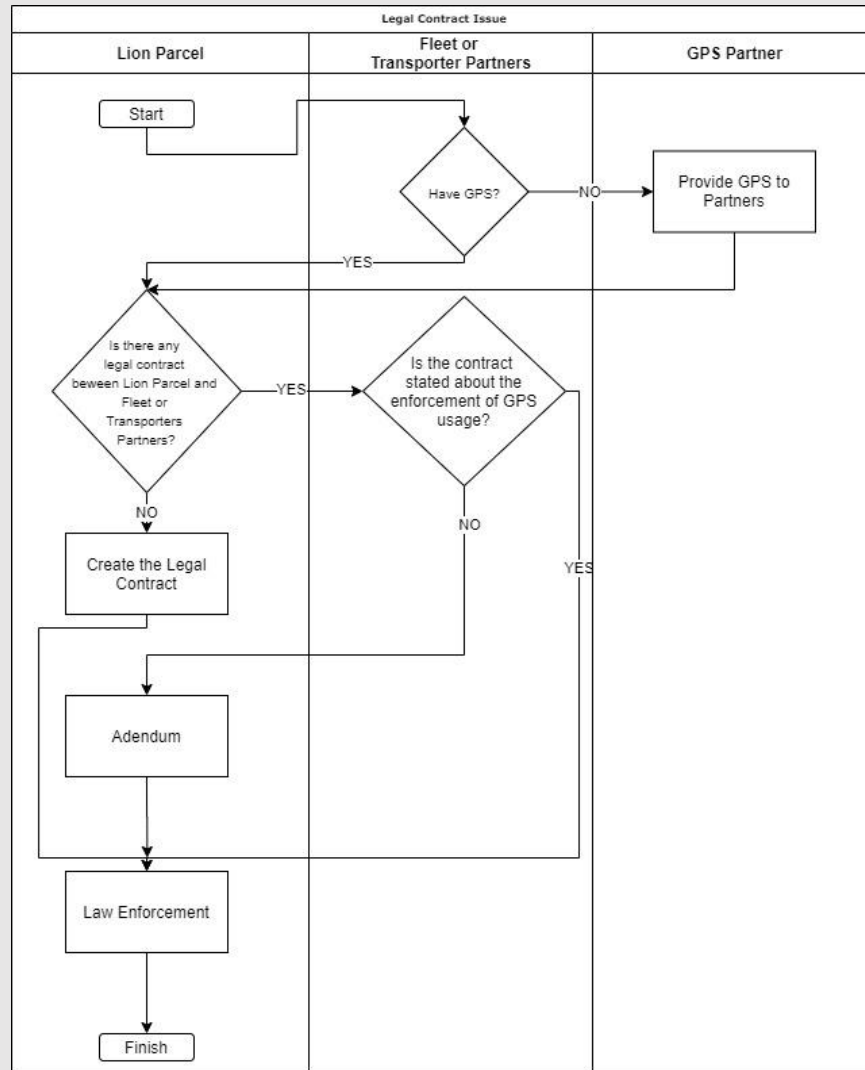 Legal Contract Issue
Lion Parcel
Fleet or
Transporter Partners
GPS Partner
Start
Have GPS?
NO
Provide GPS to
Partners
YES
Is there any
legal contract
beween Lion Parcel and
Fleet or
Transporters
Partners?
YES
Is the contract
stated about the
enforcement of GPS
usage?
NO
NO
Create the Legal
Contract
YES
Adendum
Law Enforcement
Finish